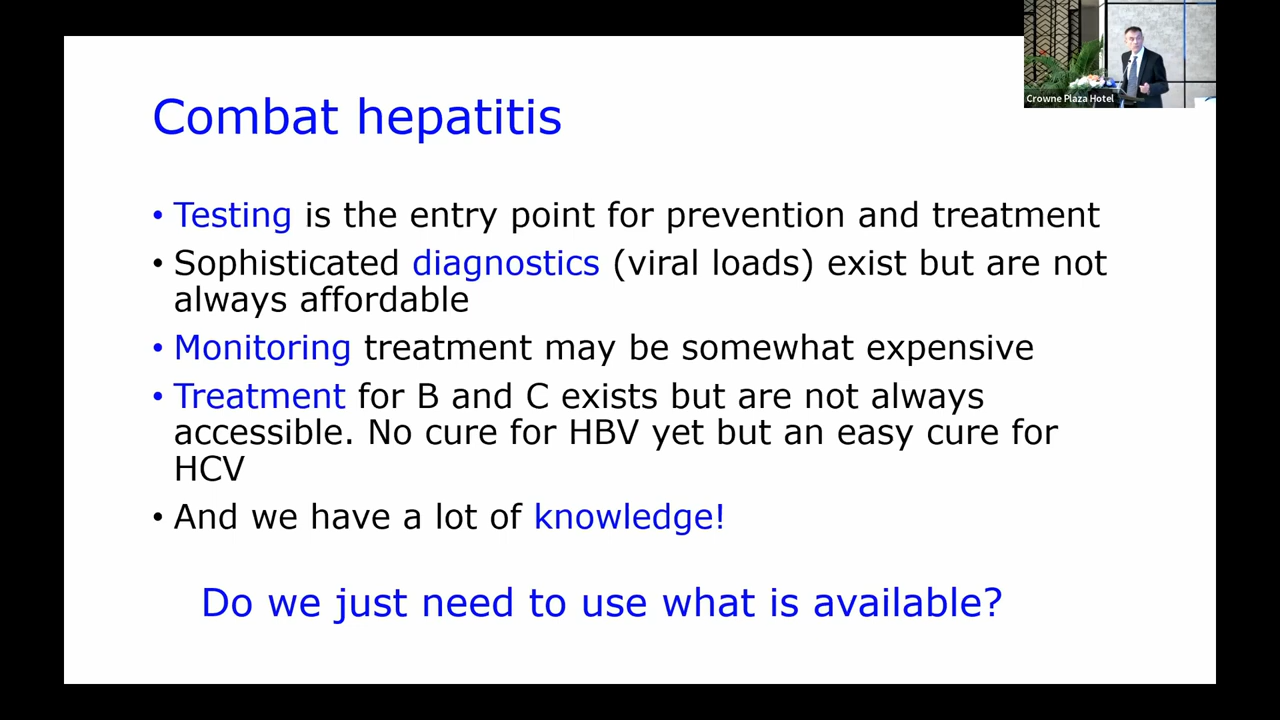 Combat hepatitis
Crowne Plaza Hotel
• Testing is the entry point for prevention and treatment
• Sophisticated diagnostics (viral loads) exist but are not
always affordable
• Monitoring treatment may be somewhat expensive
• Treatment for B and C exists but are not always
accessible. No cure for HBV yet but an easy cure for
HCV
• And we have a lot of knowledge!
Do we just need to use what is available?